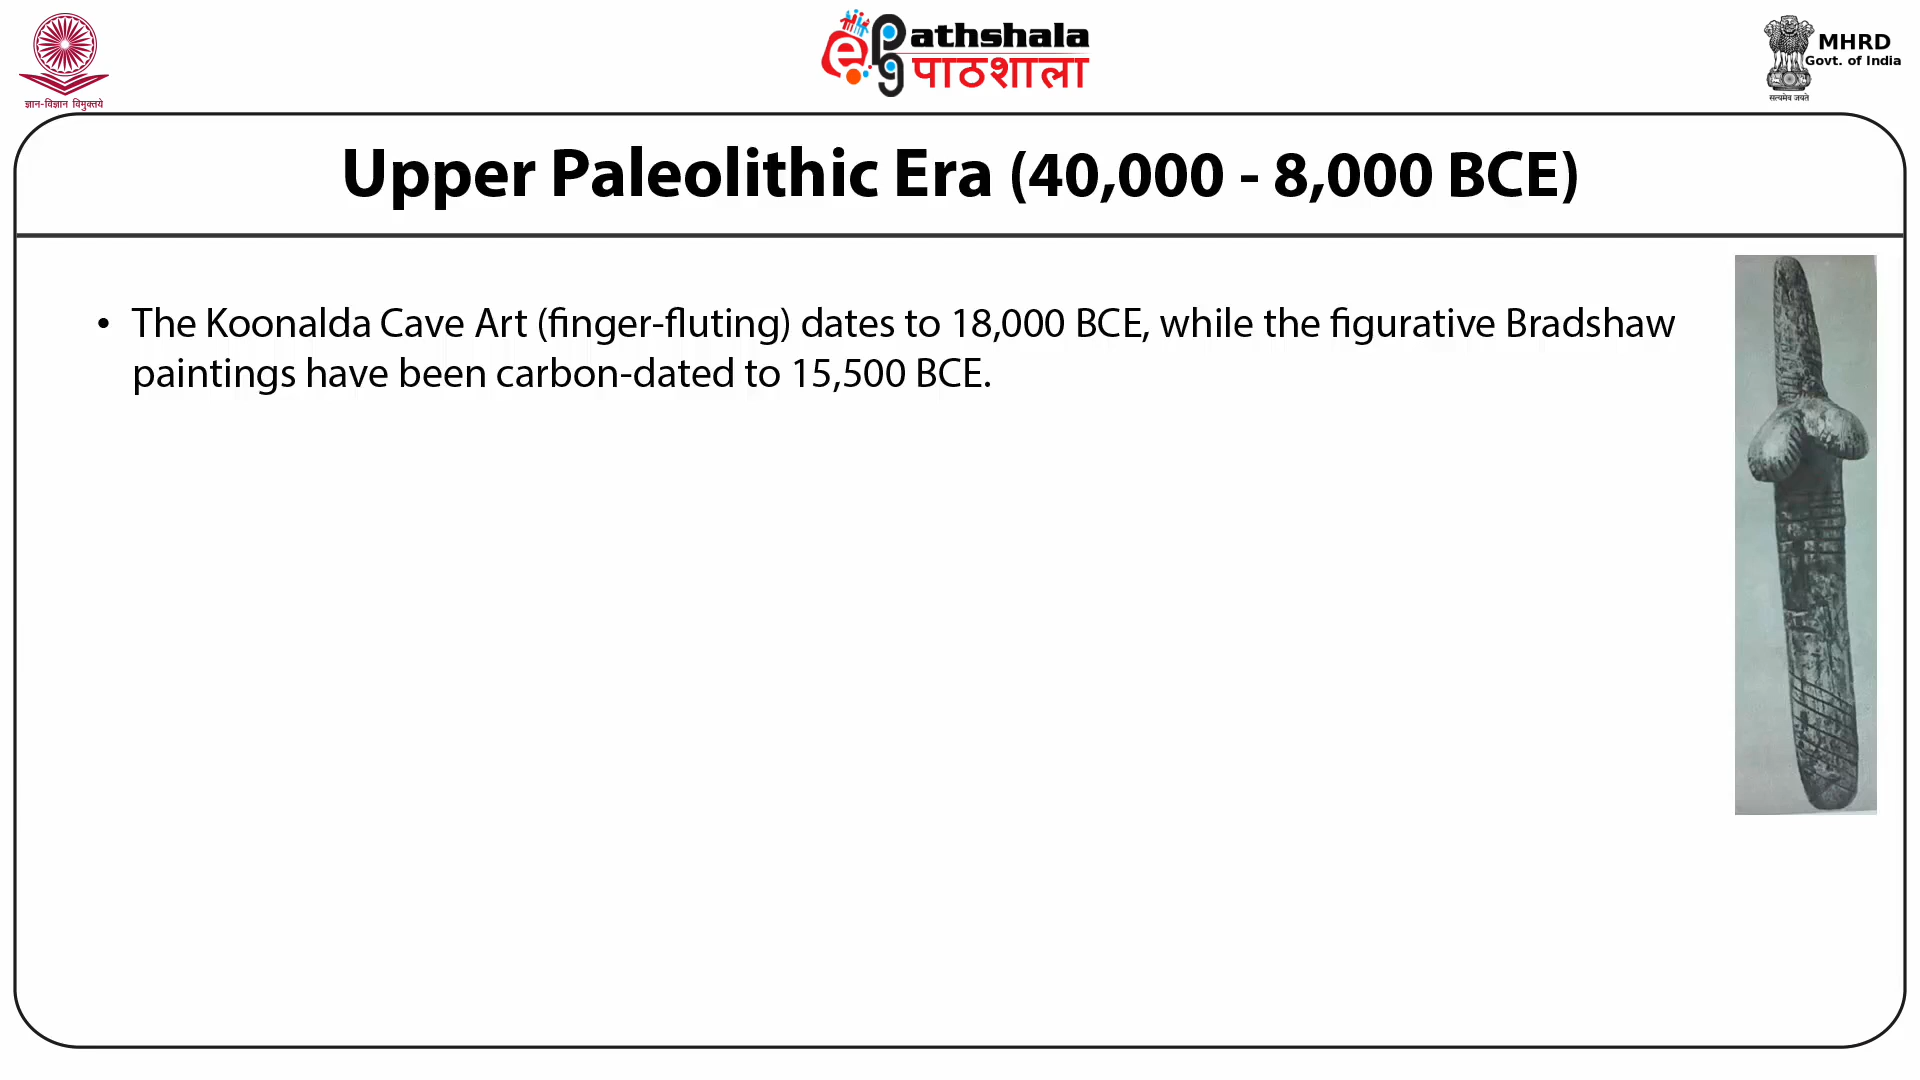 ज्ञान-विज्ञान विमुक्तये
epathshala
पाठशाला
MHRD
Govt. of India
सत्यमेव जयते
Upper Paleolithic Era (40,000 - 8,000 BCE)
• The Koonalda Cave Art (finger-fluting) dates to 18,000 BCE, while the figurative Bradshaw
paintings have been carbon-dated to 15,500 BCE.